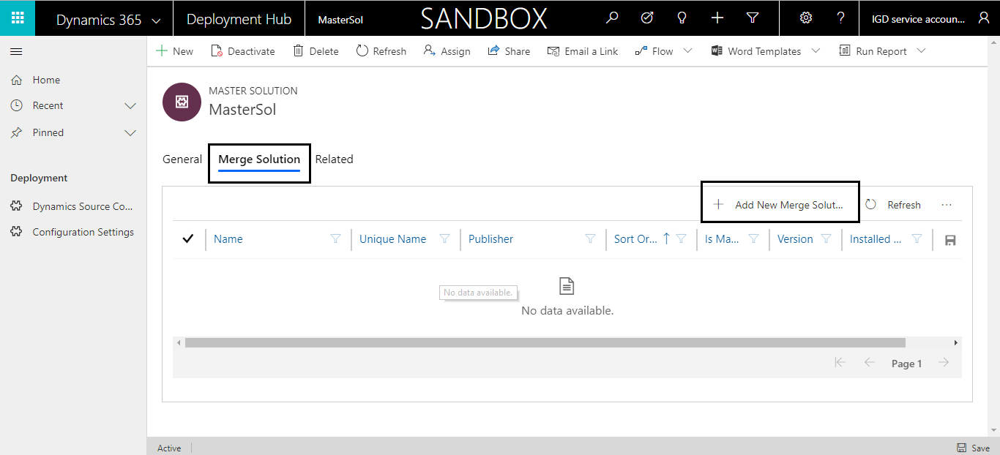 Dynamics 365 Deployment Hub MasterSol SANDBOX ? IGD service accoun...
New Deactivate Delete Refresh Assign Share Email a Link Flow Word Templates Run Report
Home
Recent
Pinned
Deployment
Dynamics Source Co...
Configuration Settings
MASTER SOLUTION
MasterSol
General Merge Solution Related
Add New Merge Solut... Refresh ...
Name Unique Name Publisher Sort Or... Is Ma... Version Installed ...
No data available.
No data available.
Page 1
Active Save